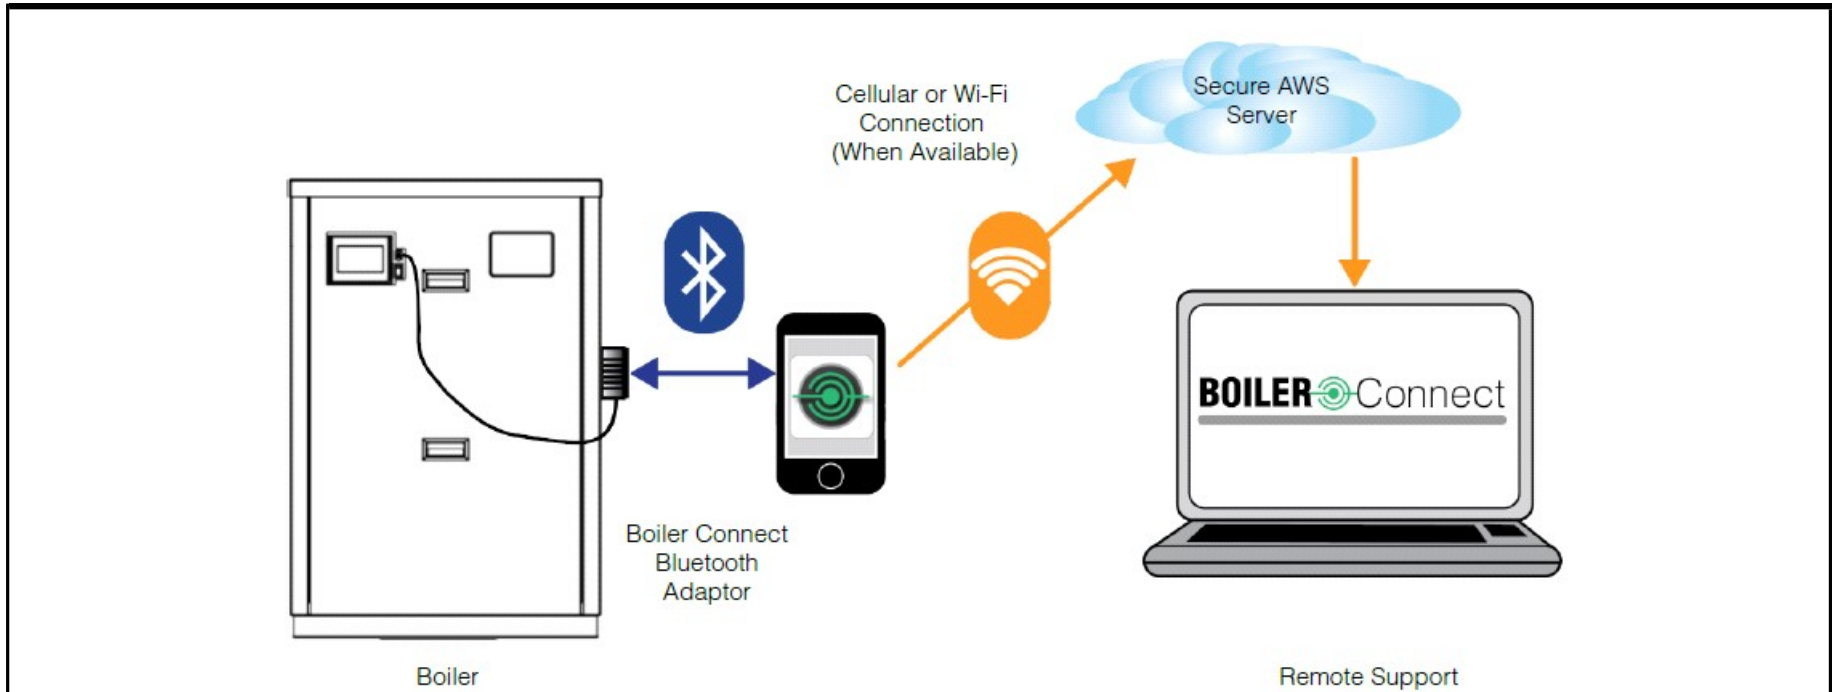 Secure AWS
Server
Cellular or Wi-Fi
Connection
(When Available)
BOILER Connect
Boiler Connect
Bluetooth
Adaptor
Boiler
Remote Support